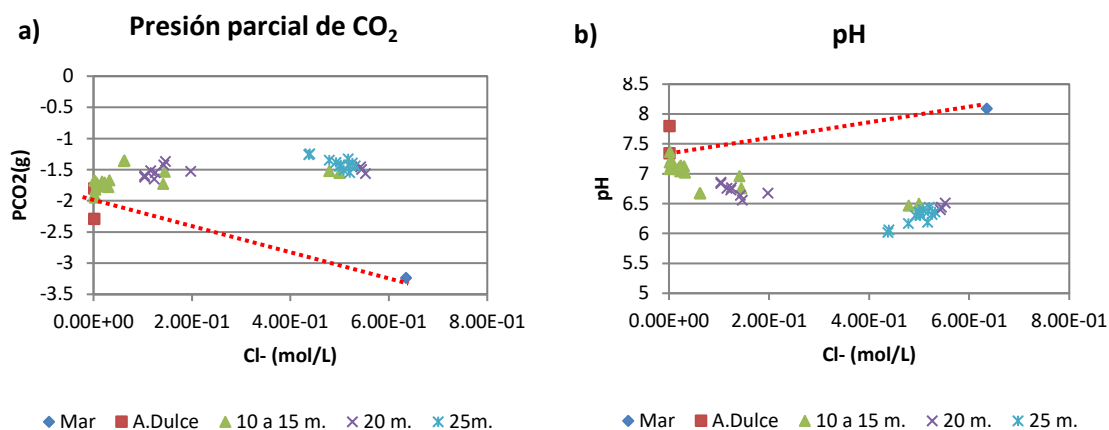 a)
Presión parcial de CO2
PCO2(g)
0
-0.5
-1
-1.5
-2
-2.5
-3
-3.5
0.00E+00 2.00E-01 4.00E-01 6.00E-01 8.00E-01
Cl- (mol/L)
Mar A.Dulce 10 a 15 m. 20 m. 25m.
b)
pH
pH
8.5
8
7.5
7
6.5
6
5.5
5
0.00E+00 2.00E-01 4.00E-01 6.00E-01 8.00E-01
Cl- (mol/L)
Mar A.Dulce 10 a 15 m. 20 m. 25m.